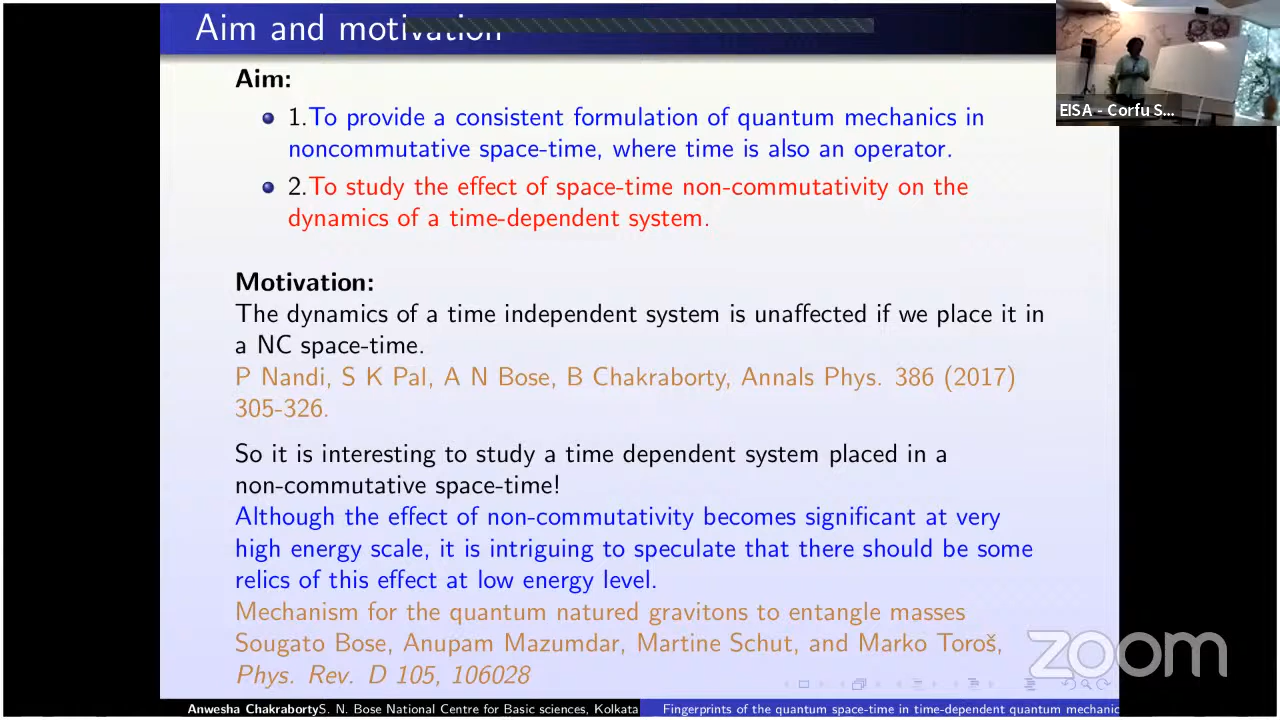 Aim and motivation
Aim:
1.To provide a consistent formulation of quantum mechanics in
noncommutative space-time, where time is also an operator.
2.To study the effect of space-time non-commutativity on the
dynamics of a time-dependent system.
Motivation:
The dynamics of a time independent system is unaffected if we place it in
a NC space-time.
P Nandi, S K Pal, A N Bose, B Chakraborty, Annals Phys. 386 (2017)
305-326.
So it is interesting to study a time dependent system placed in a
non-commutative space-time!
Although the effect of non-commutativity becomes significant at very
high energy scale, it is intriguing to speculate that there should be some
relics of this effect at low energy level.
Mechanism for the quantum natured gravitons to entangle masses
Sougato Bose, Anupam Mazumdar, Martine Schut, and Marko Toroš,
Phys. Rev. D 105, 106028
Anwesha ChakrabortyS. N. Bose National Centre for Basic sciences, Kolkata
Fingerprints of the quantum space-time in time-dependent quantum mechanic
EISA - Corfu S...
zoom